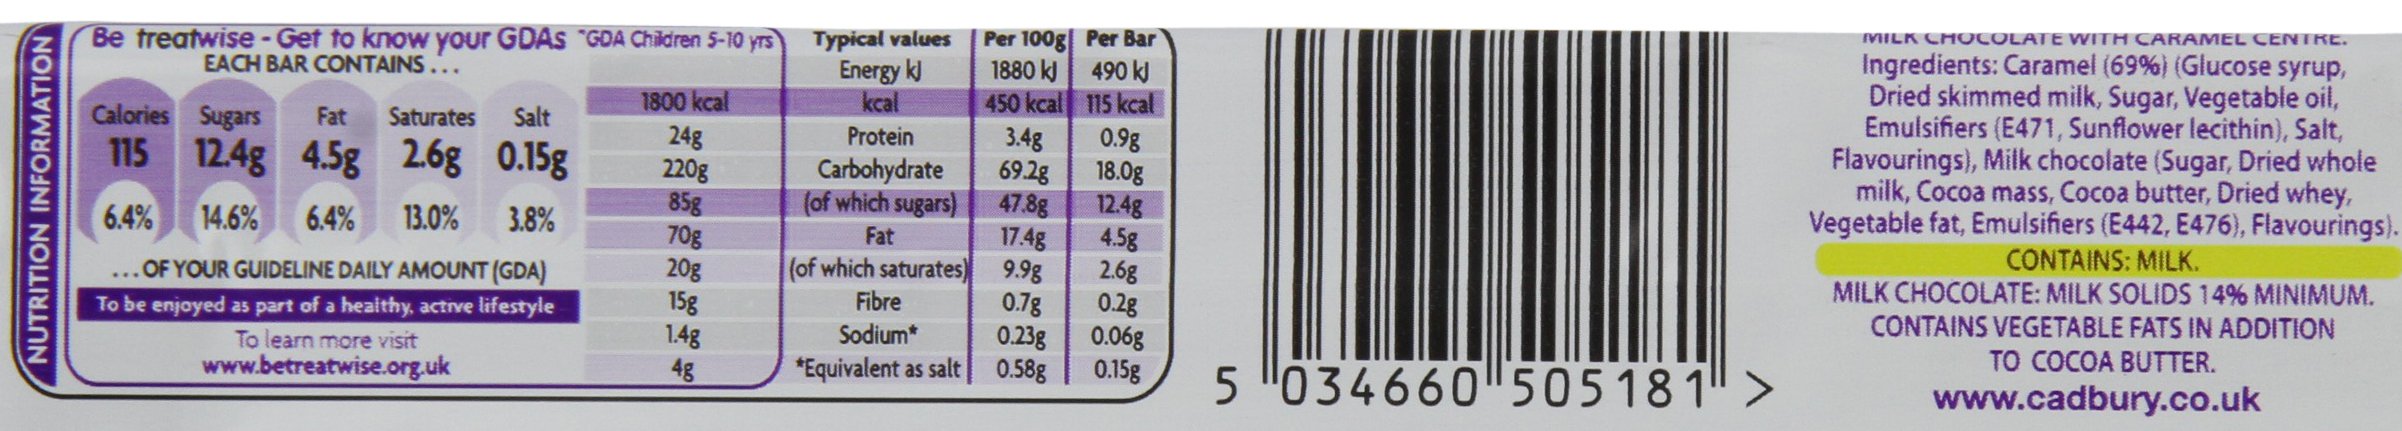 NUTRITION INFORMATION
Be treatwise - Get to know your GDAs
EACH BAR CONTAINS . . .
Calories Sugars Fat Saturates Salt
115 12.4g 4.5g 2.6g 0.15g
6.4% 14.6% 6.4% 13.0% 3.8%
. . . OF YOUR GUIDELINE DAILY AMOUNT (GDA)
To be enjoyed as part of a healthy, active lifestyle
To learn more visit
www.betreatwise.org.uk
*GDA Children 5-10 yrs Typical values Per 100g Per Bar
Energy kJ 1880 kJ 490 kJ
1800 kcal kcal 450 kcal 115 kcal
24g Protein 3.4g 0.9g
220g Carbohydrate 69.2g 18.0g
85g (of which sugars) 47.8g 12.4g
70g Fat 17.4g 4.5g
20g (of which saturates) 9.9g 2.6g
15g Fibre 0.7g 0.2g
1.4g Sodium* 0.23g 0.06g
4g *Equivalent as salt 0.58g 0.15g
5 034660 505181 >
MILK CHOCOLATE WITH CARAMEL CENTRE.
Ingredients: Caramel (69%) (Glucose syrup,
Dried skimmed milk, Sugar, Vegetable oil,
Emulsifiers (E471, Sunflower lecithin), Salt,
Flavourings), Milk chocolate (Sugar, Dried whole
milk, Cocoa mass, Cocoa butter, Dried whey,
Vegetable fat, Emulsifiers (E442, E476), Flavourings).
CONTAINS: MILK.
MILK CHOCOLATE: MILK SOLIDS 14% MINIMUM.
CONTAINS VEGETABLE FATS IN ADDITION
TO COCOA BUTTER.
www.cadbury.co.uk